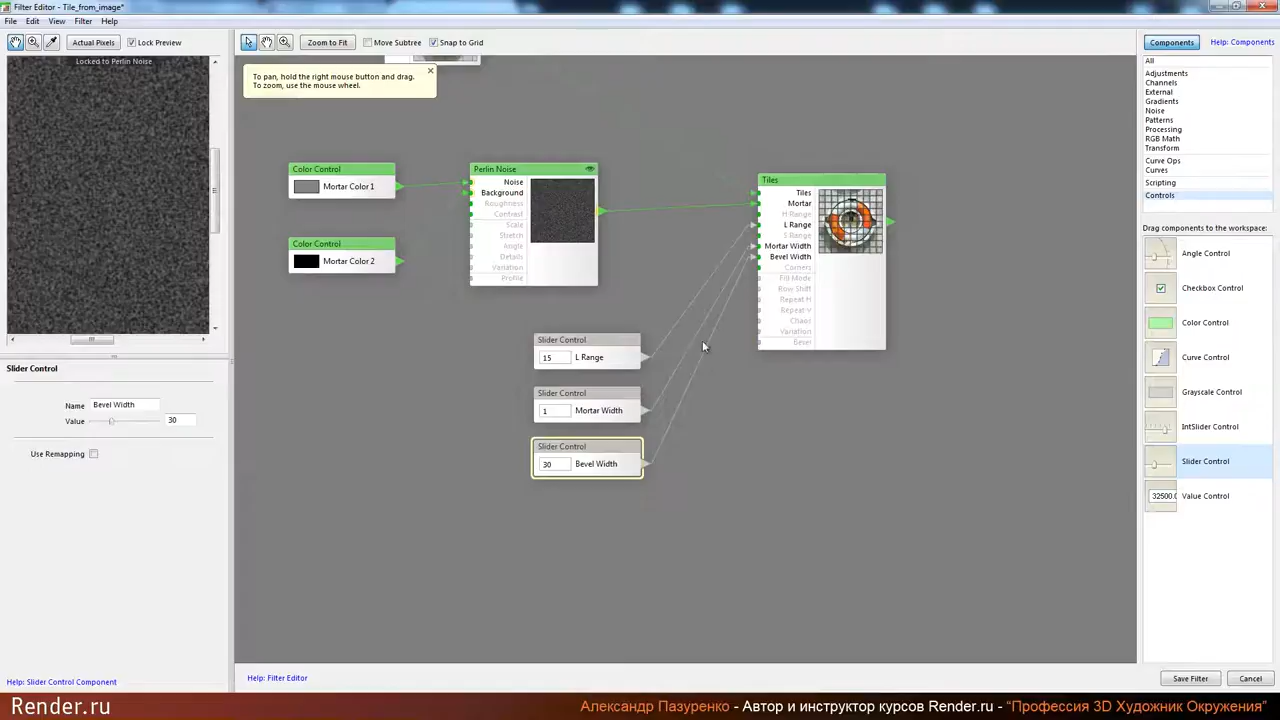 Filter Editor - Tile_from_image*
File Edit View Filter Help
Actual Pixels Lock Preview Zoom to Fit Move Subtree Snap to Grid Components Help: Components
Locked to Perlin Noise
To pan, hold the right mouse button and drag.
To zoom, use the mouse wheel.
All
Adjustments
Channels
External
Gradients
Noise
Patterns
Processing
RGB Math
Transform
Curve Ops
Curves
Scripting
Controls
Drag components to the workspace:
Angle Control
Checkbox Control
Color Control
Curve Control
Grayscale Control
IntSlider Control
Slider Control
32500.0 Value Control
Color Control
Mortar Color 1
Color Control
Mortar Color 2
Perlin Noise
Noise
Background
Roughness
Contrast
Scale
Stretch
Angle
Details
Variation
Profile
Tiles
Tiles
Mortar
H Range
L Range
S Range
Mortar Width
Bevel Width
Corners
Fill Mode
Row Shift
Repeat H
Repeat V
Chaos
Variation
Bevel
Slider Control
15 L Range
Slider Control
1 Mortar Width
Slider Control
30 Bevel Width
Slider Control
Name Bevel Width
Value 30
Use Remapping
Help: Slider Control Component
Help: Filter Editor
Save Filter Cancel
Render.ru
Александр Пазуренко - Автор и инструктор курсов Render.ru - “Профессия 3D Художник Окружения”